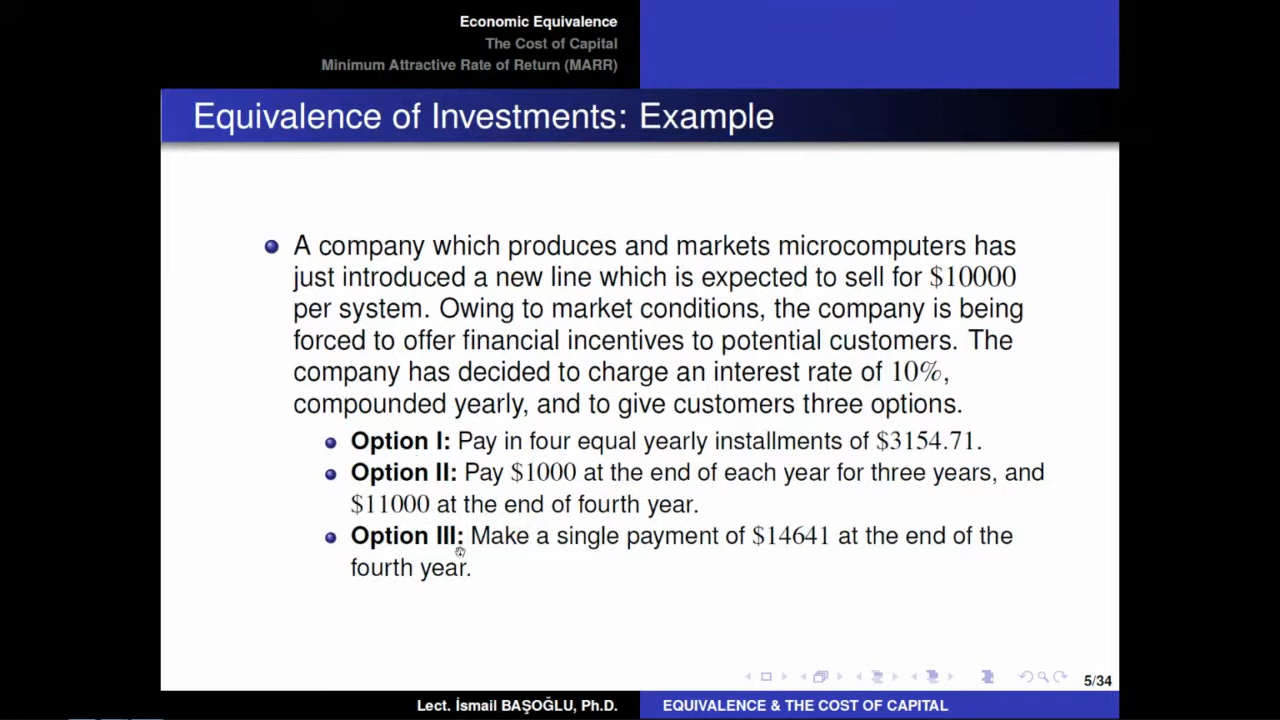 Economic Equivalence
The Cost of Capital
Minimum Attractive Rate of Return (MARR)
Equivalence of Investments: Example
A company which produces and markets microcomputers has
just introduced a new line which is expected to sell for $10000
per system. Owing to market conditions, the company is being
forced to offer financial incentives to potential customers. The
company has decided to charge an interest rate of 10%,
compounded yearly, and to give customers three options.
Option I: Pay in four equal yearly installments of $3154.71.
Option II: Pay $1000 at the end of each year for three years, and
$11000 at the end of fourth year.
Option III: Make a single payment of $14641 at the end of the
fourth year.
5/34
Lect. İsmail BAŞOĞLU, Ph.D.
EQUIVALENCE & THE COST OF CAPITAL